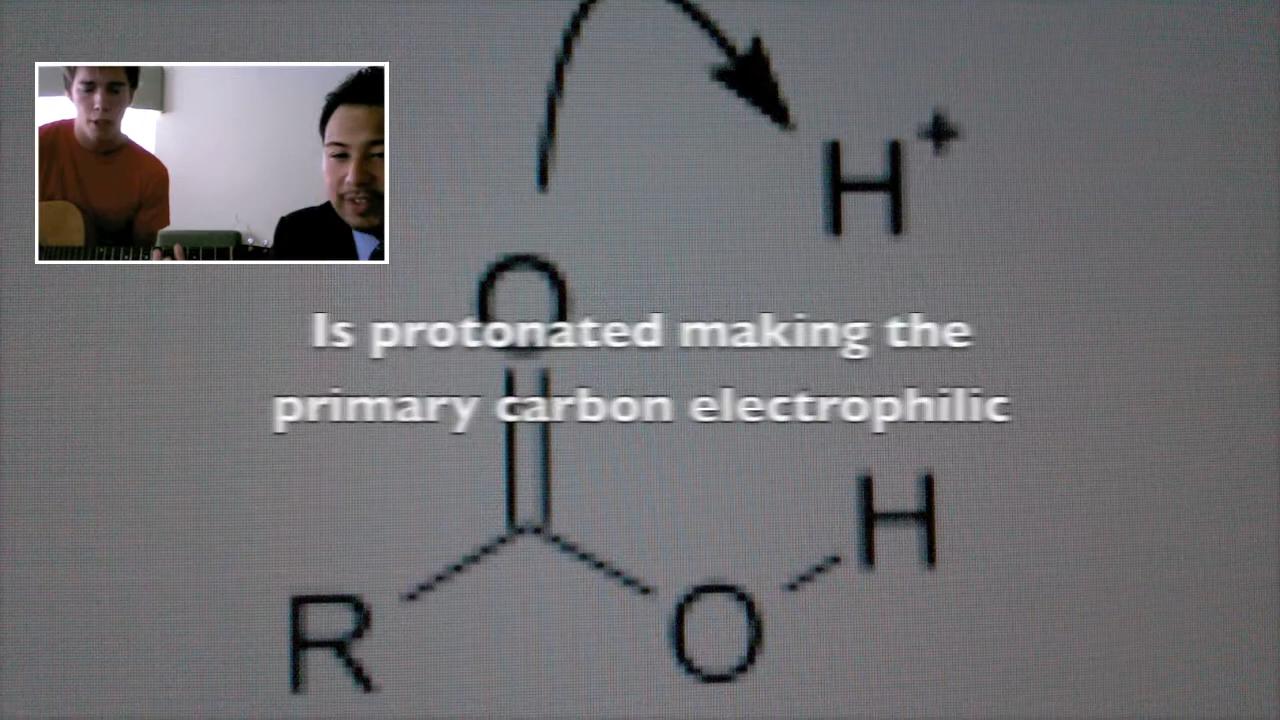 H+
O
Is protonated making the
primary carbon electrophilic
H
R
O